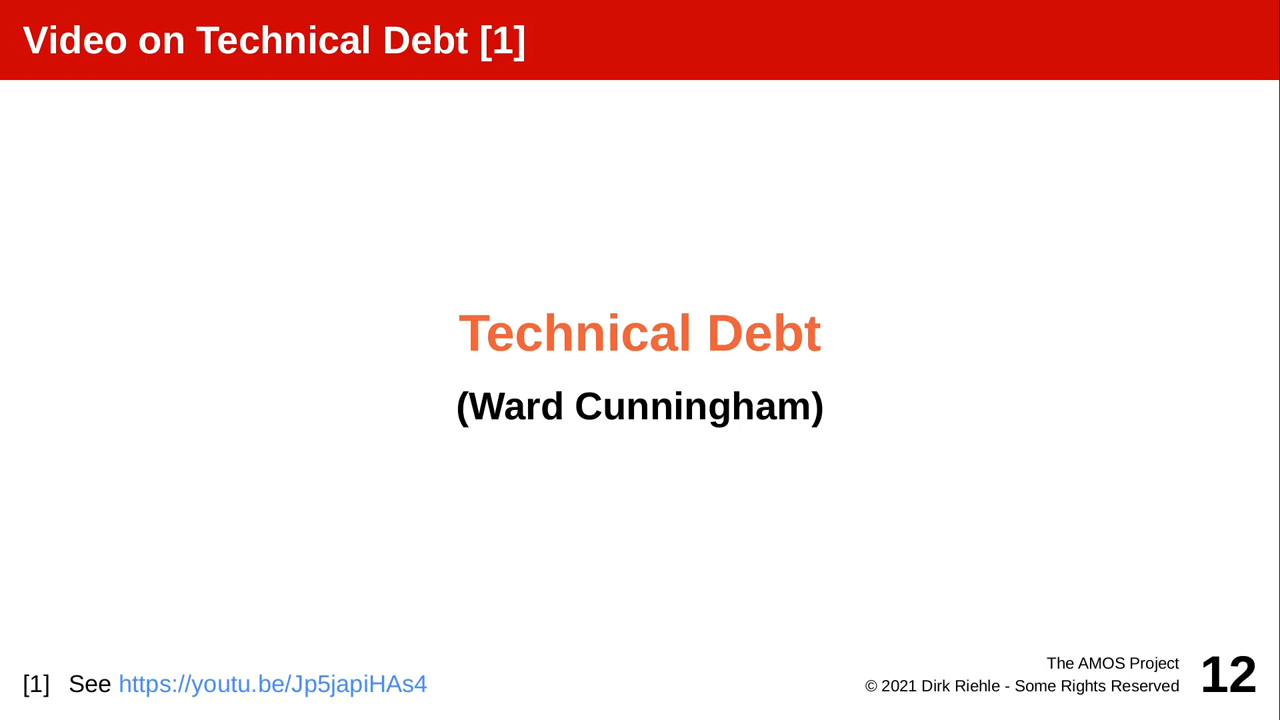 Video on Technical Debt [1]
Technical Debt
(Ward Cunningham)
[1] See https://youtu.be/Jp5japiHAs4
The AMOS Project
© 2021 Dirk Riehle - Some Rights Reserved
12